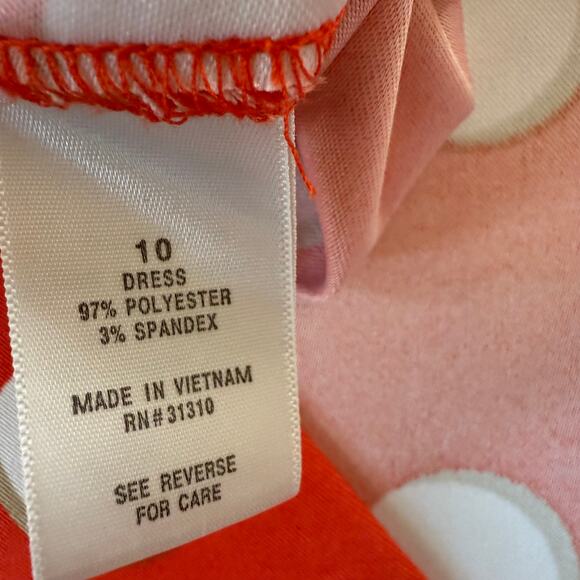 10
DRESS
97% POLYESTER
3% SPANDEX
MADE IN VIETNAM
RN#31310
SEE REVERSE
FOR CARE